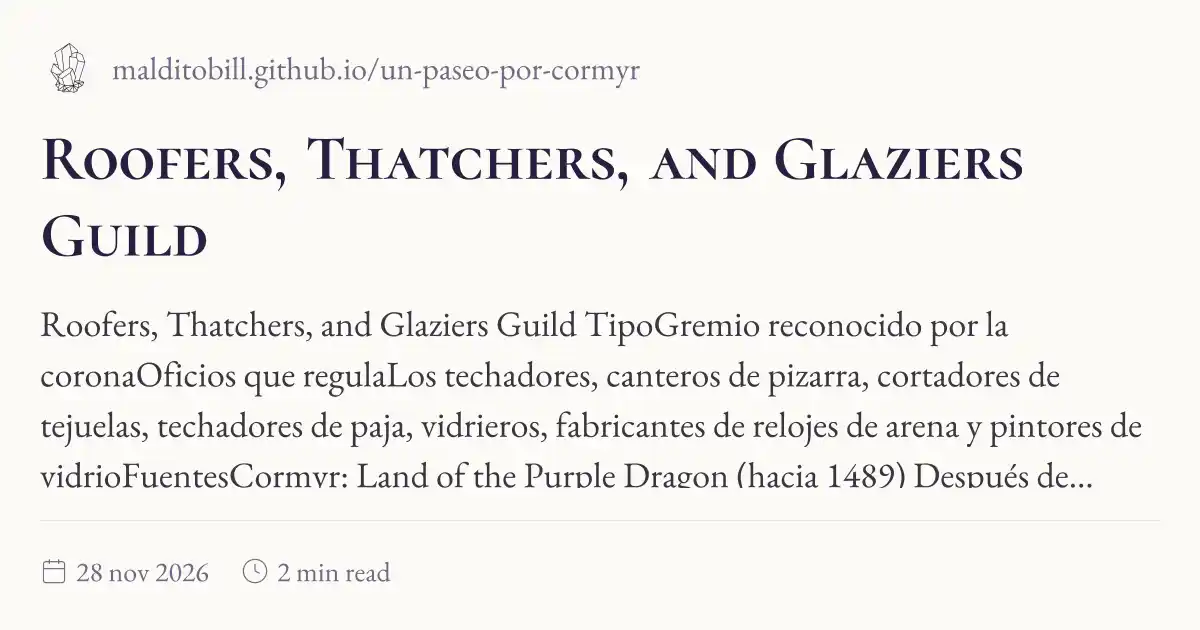 malditobill.github.io/un-paseo-por-cormyr
Roofers, Thatchers, and Glaziers
Guild
Roofers, Thatchers, and Glaziers Guild TipoGremio reconocido por la
coronaOficios que regulaLos techadores, canteros de pizarra, cortadores de
tejuelas, techadores de paja, vidrieros, fabricantes de relojes de arena y pintores de
vidrioFuentesCormyr: Land of the Purple Dragon (hacia 1489) Después de...
28 nov 2026
2 min read